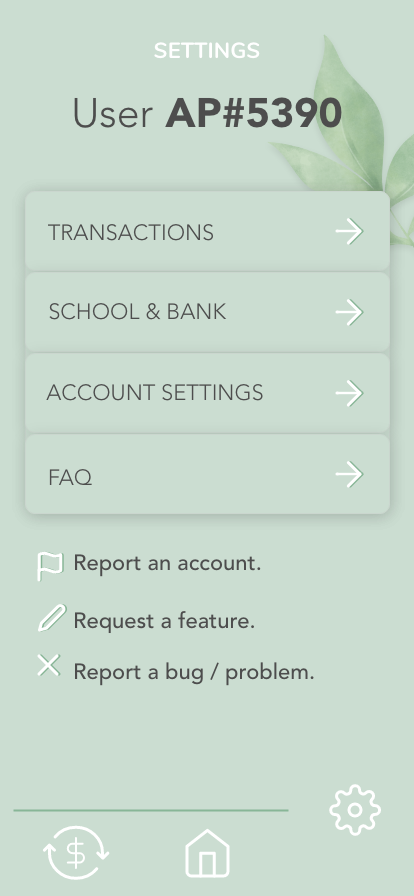 SETTINGS
User AP#5390
TRANSACTIONS
SCHOOL & BANK
ACCOUNT SETTINGS
FAQ
Report an account.
Request a feature.
Report a bug / problem.
$